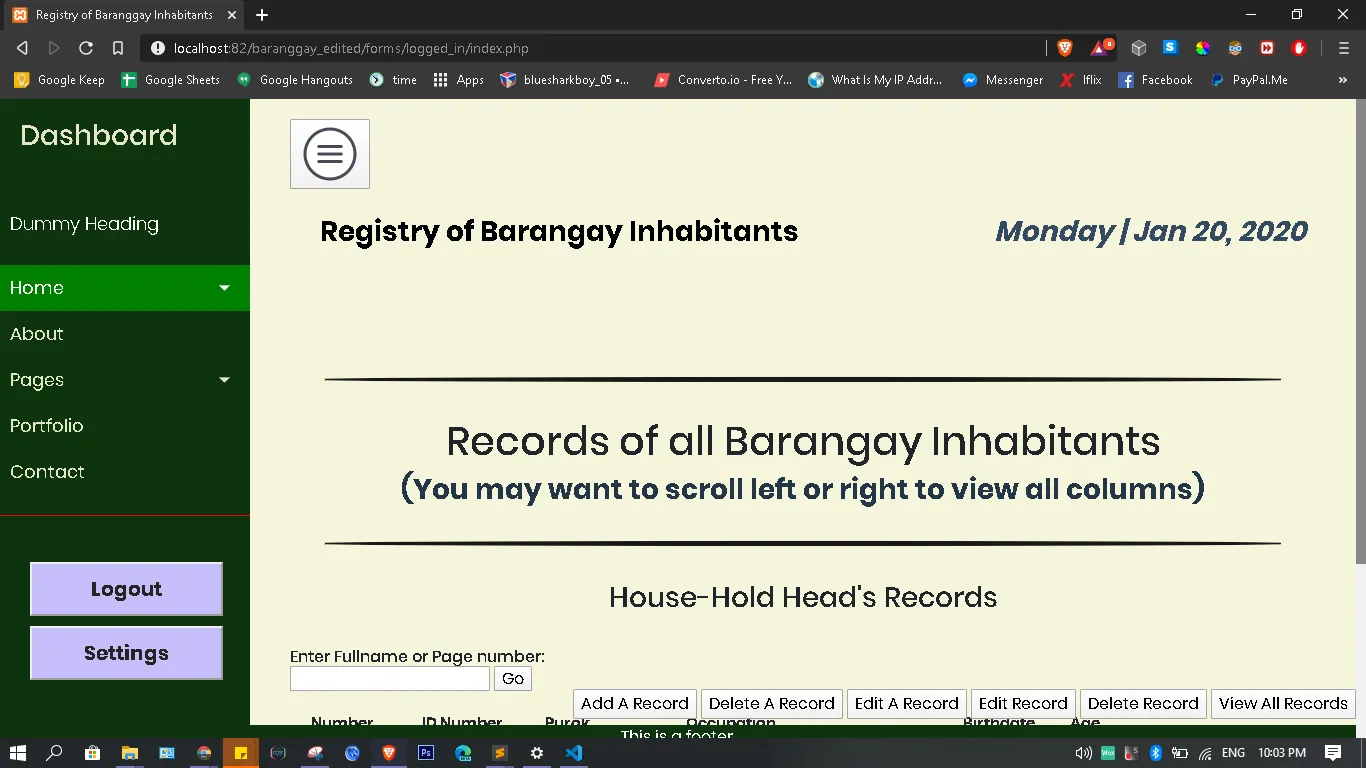 Registry of Baranggay Inhabitants
localhost:82/baranggay_edited/forms/logged_in/index.php
Google Keep Google Sheets Google Hangouts time Apps bluesharkboy_05 •... Converto.io - Free Y... What Is My IP Addr... Messenger Iflix Facebook PayPal.Me »
Dashboard
Dummy Heading
Home
About
Pages
Portfolio
Contact
Logout
Settings
Registry of Barangay Inhabitants
Monday | Jan 20, 2020
Records of all Barangay Inhabitants
(You may want to scroll left or right to view all columns)
House-Hold Head's Records
Enter Fullname or Page number:
Go
Add A Record Delete A Record Edit A Record Edit Record Delete Record View All Records
Number ID Number Purok Occupation Birthdate Age
This is a footer
ENG 10:03 PM